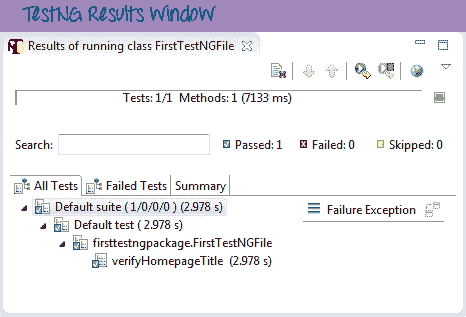 TestNG Results Window
Results of running class FirstTestNGFile
Tests: 1/1 Methods: 1 (7133 ms)
Search: Passed: 1 Failed: 0 Skipped: 0
All Tests Failed Tests Summary
Default suite ( 1/0/0/0 ) (2.978 s) Failure Exception
Default test ( 2.978 s)
firsttestngpackage.FirstTestNGFile
verifyHomepageTitle (2.978 s)